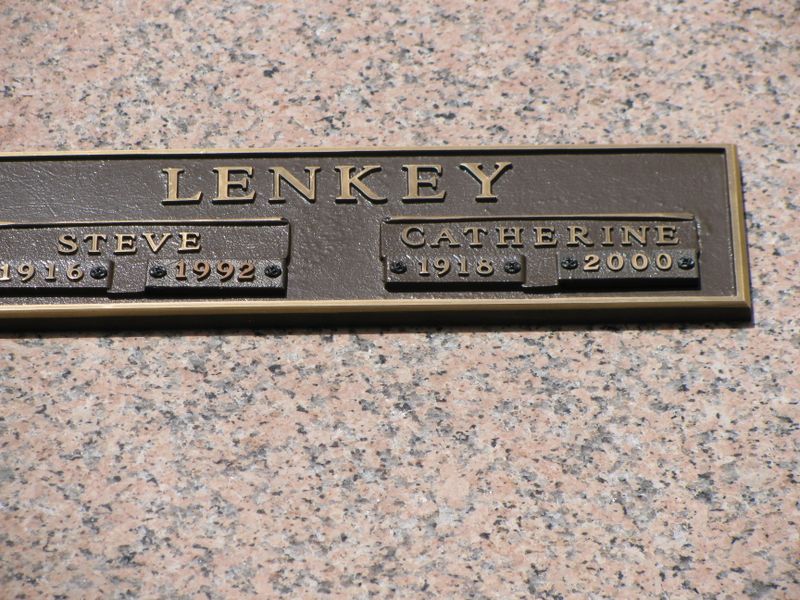 LENKEY
STEVE
CATHERINE
1916 1992
1918 2000